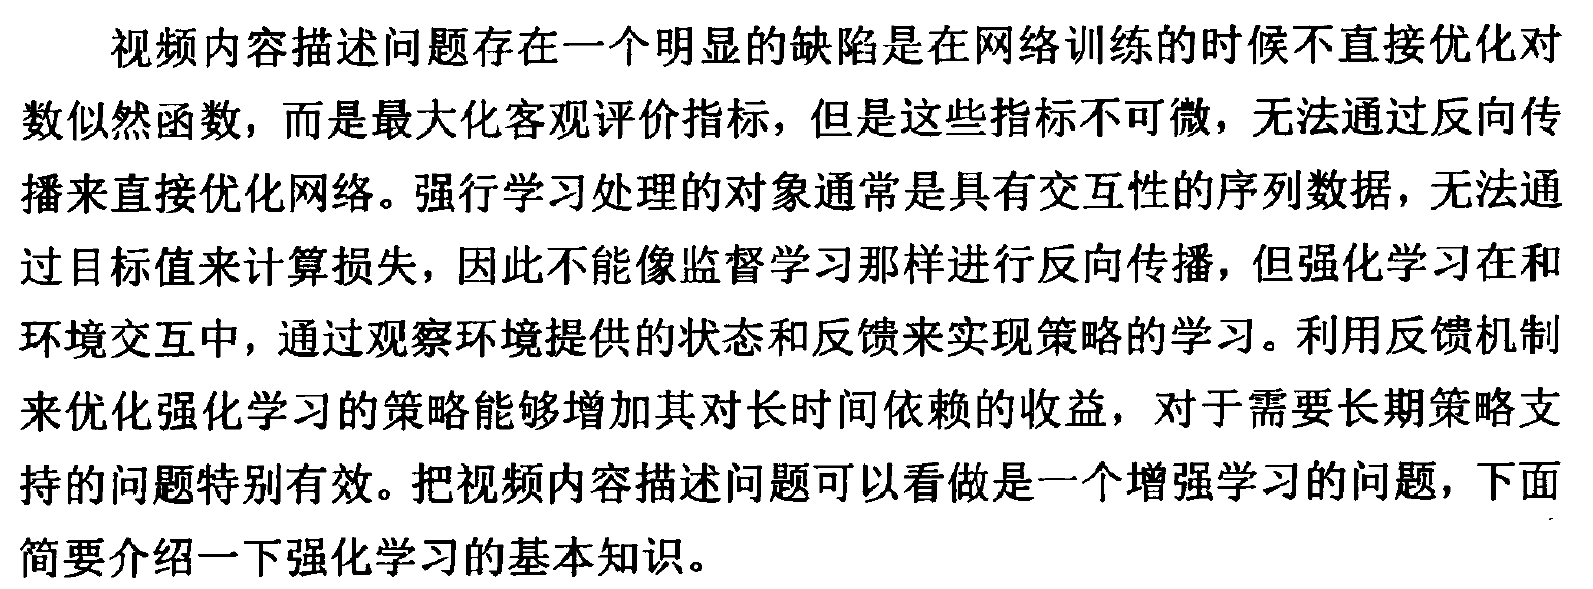 视频内容描述问题存在一个明显的缺陷是在网络训练的时候不直接优化对
数似然函数，而是最大化客观评价指标，但是这些指标不可微，无法通过反向传
播来直接优化网络。强行学习处理的对象通常是具有交互性的序列数据，无法通
过目标值来计算损失，因此不能像监督学习那样进行反向传播，但强化学习在和
环境交互中，通过观察环境提供的状态和反馈来实现策略的学习。利用反馈机制
来优化强化学习的策略能够增加其对长时间依赖的收益，对于需要长期策略支
持的问题特别有效。把视频内容描述问题可以看做是一个增强学习的问题，下面
简要介绍一下强化学习的基本知识。